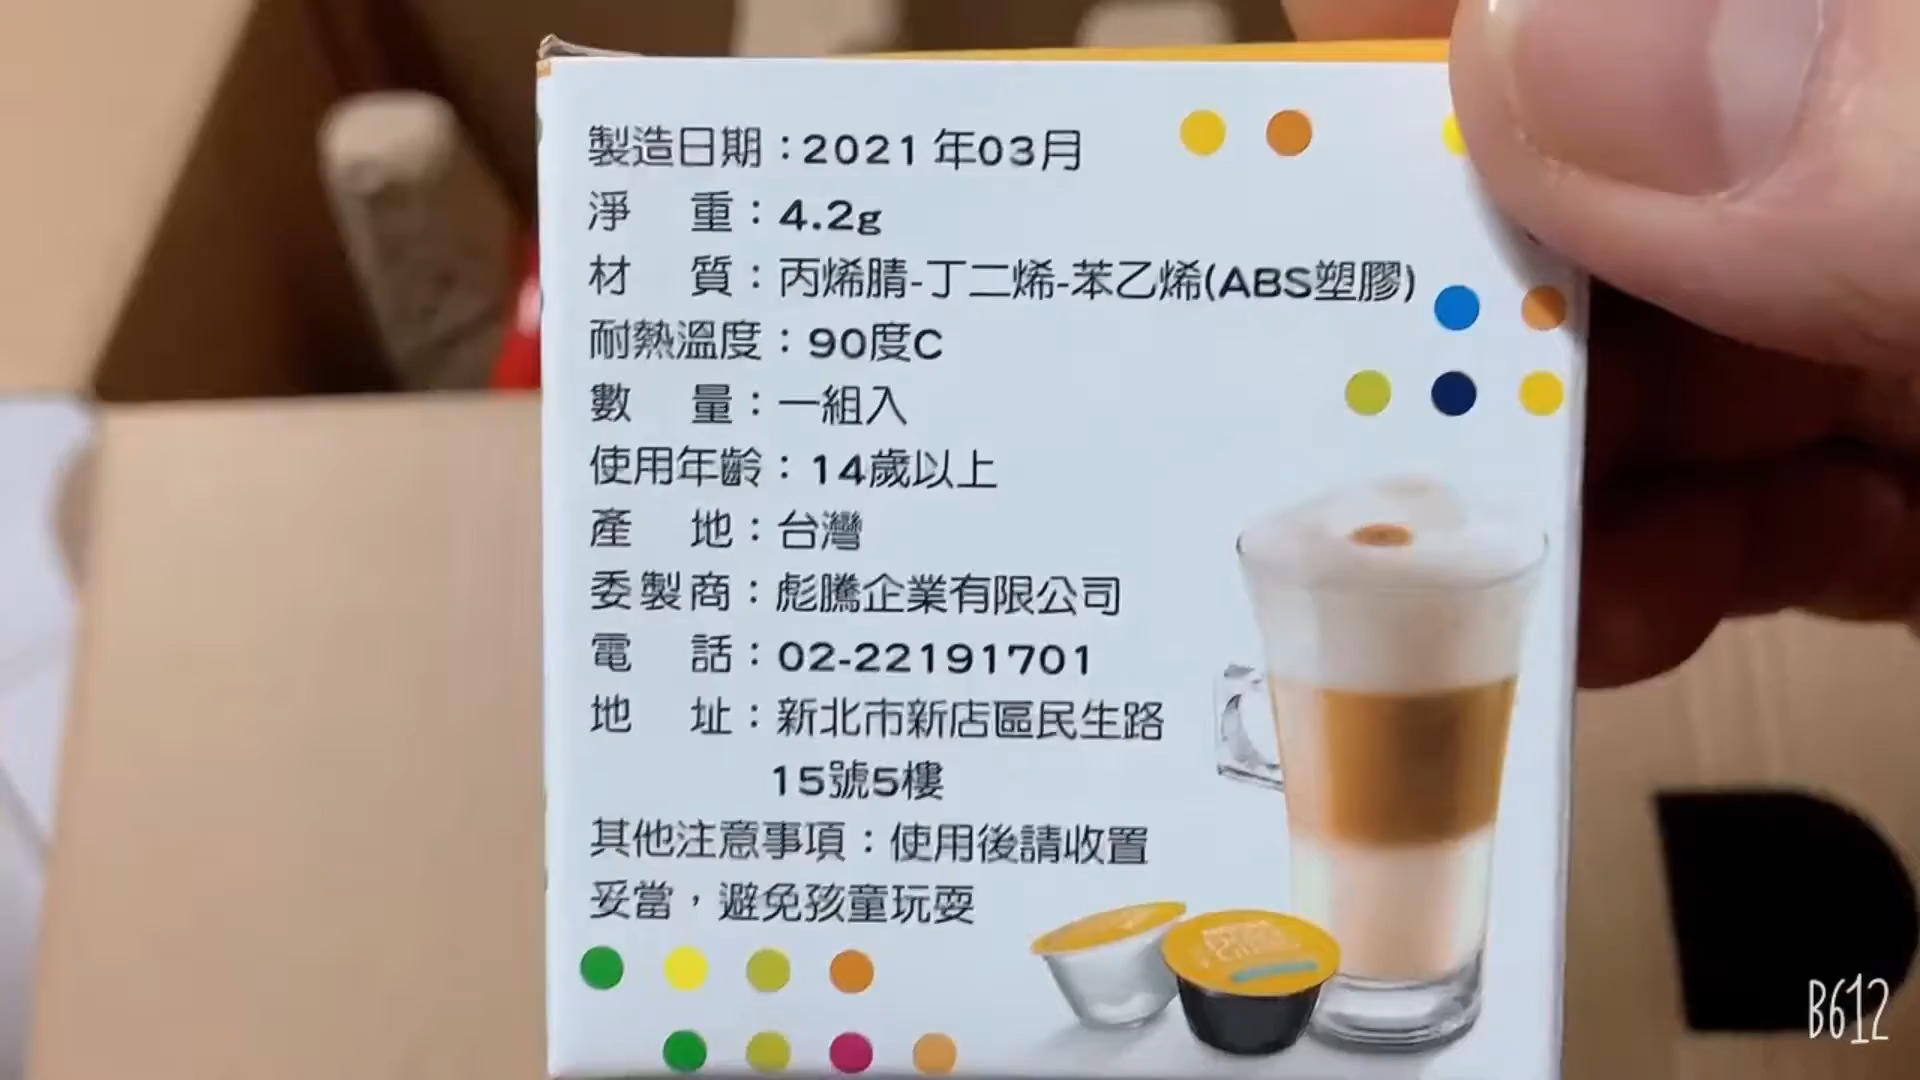 製造日期：2021年03月
淨 重：4.2g
材 質：丙烯腈-丁二烯-苯乙烯(ABS塑膠)
耐熱溫度：90度C
數 量：一組入
使用年齡：14歲以上
產 地：台灣
委製商：彪騰企業有限公司
電 話：02-22191701
地 址：新北市新店區民生路
15號5樓
其他注意事項：使用後請收置
妥當，避免孩童玩耍
B612